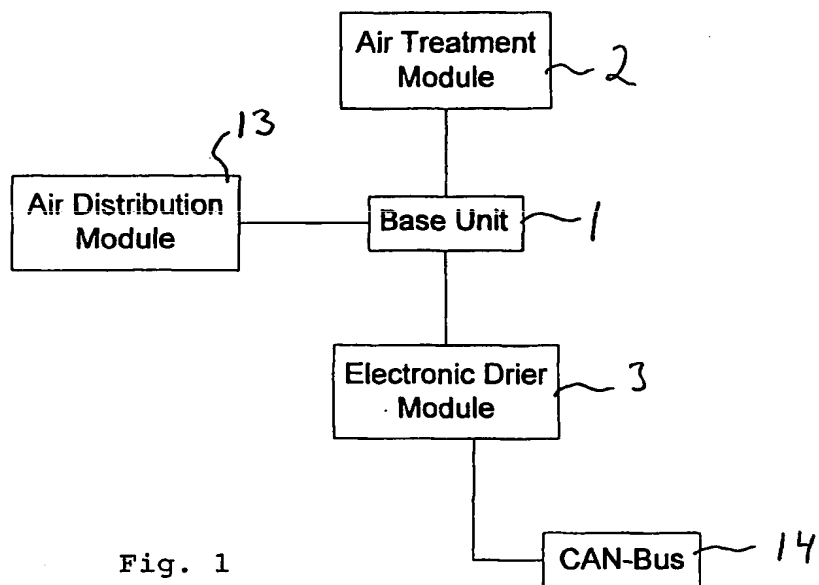 Air Treatment
Module
2
13
Air Distribution
Module
Base Unit
1
Electronic Drier
Module
3
Fig. 1
CAN-Bus
14